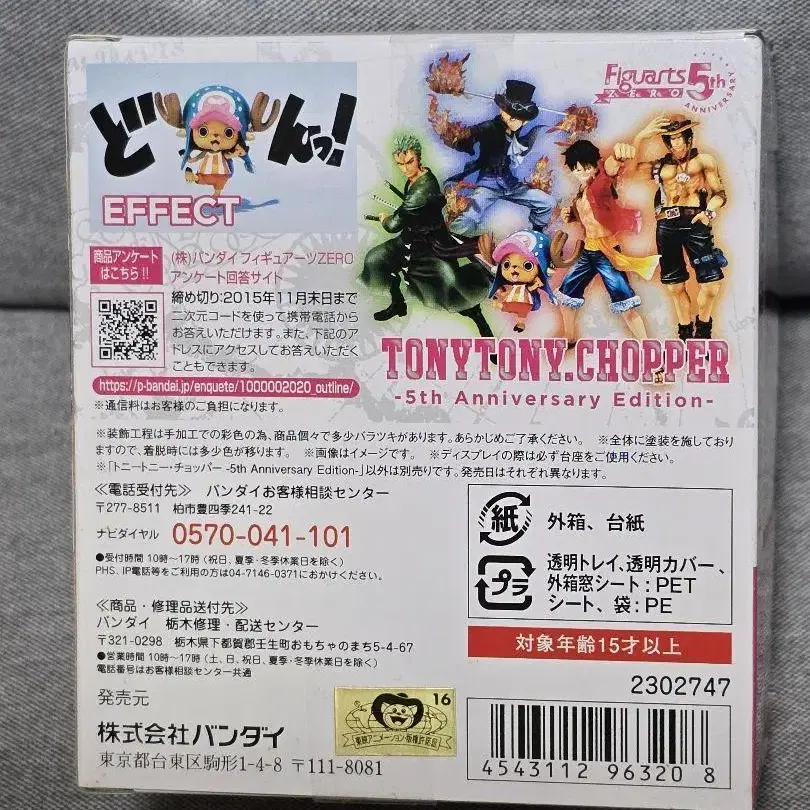 どーんっ!
EFFECT
Figuarts
ZERO
5th
ANNIVERSARY
商品アンケート
はこちら!!
(株)バンダイ フィギュアーツZERO
アンケート回答サイト
締め切り:2015年11月末日まで
二次元コードを使って携帯電話から
お答えいただけます。また、下記のア
ドレスにアクセスしてお答えいただく
こともできます。
https://p-bandai.jp/enquete/1000002020_outline/
※通信料はお客様のご負担になります。
TONYTONY.CHOPPER
-5th Anniversary Edition-
※装飾工程は手加工での彩色の為、商品個々で多少バラツキがあります。あらかじめご了承ください。 ※全体に塗装を施しており
ますので、着脱時には多少色が移ります。 ※画像はイメージです。 ※ディスプレイの際は必ず台座をご使用ください。
※「トニートニー・チョッパー -5th Anniversary Edition-」以外は別売りです。発売日はそれぞれ異なります。
≪電話受付先≫ バンダイお客様相談センター
〒277-8511 柏市豊四季241-22
ナビダイヤル 0570-041-101
●受付時間 10時~17時(祝日、夏季・冬季休業日を除く)
PHS、IP電話等をご利用の方は04-7146-0371におかけください。
≪商品・修理品送付先≫
バンダイ 栃木修理・配送センター
〒321-0298 栃木県下都賀郡壬生町おもちゃのまち5-4-67
●営業時間 10時~17時(土、日、祝日、夏季・冬季休業日を除く)
電話番号はお客様相談センター共通
発売元
株式会社バンダイ
東京都台東区駒形1-4-8 〒111-8081
紙
外箱、台紙
プラ
透明トレイ、透明カバー、
外箱窓シート:PET
シート、袋:PE
対象年齢15才以上
2302747
16
東映アニメーション版権許諾証
4543112 963208